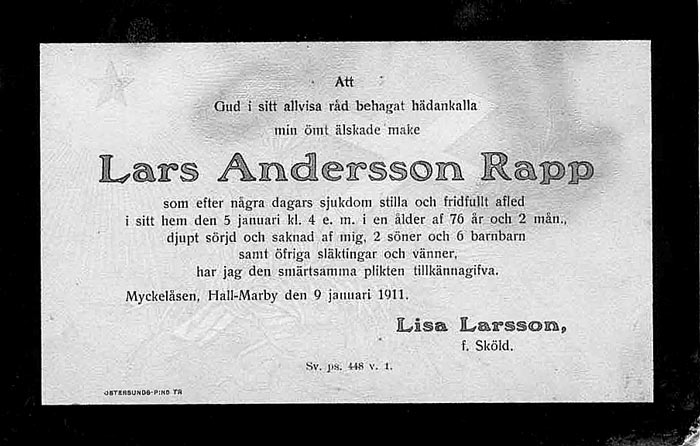 Att
Gud i sitt allvisa råd behagat hädankalla
min ömt älskade make
Lars Andersson Rapp
som efter några dagars sjukdom stilla och fridfullt afled
i sitt hem den 5 januari kl. 4 e. m. i en ålder af 76 år och 2 mån.,
djupt sörjd och saknad af mig, 2 söner och 6 barnbarn
samt öfriga släktingar och vänner,
har jag den smärtsamma plikten tillkännagifva.
Myckelåsen, Hall-Marby den 9 januari 1911.
Lisa Larsson,
f. Sköld.
Sv. ps. 448 v. 1.
ÖSTERSUNDS-P:NS TR